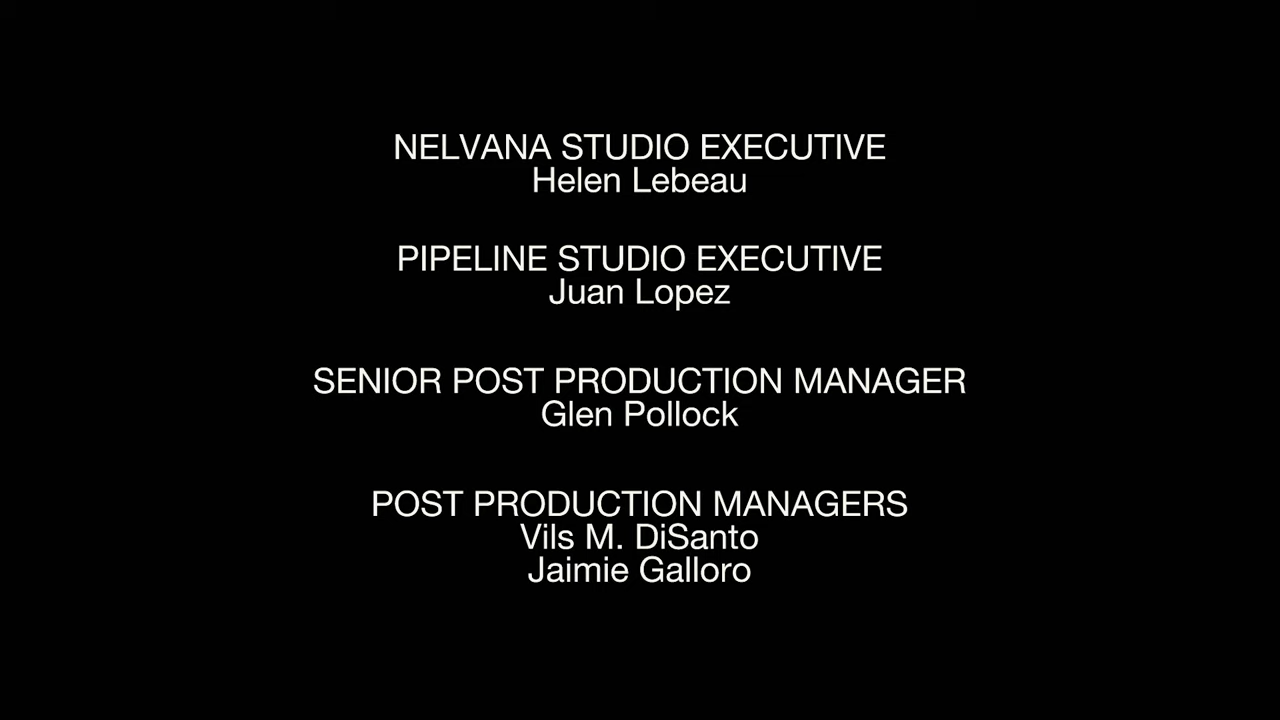 NELVANA STUDIO EXECUTIVE
Helen Lebeau
PIPELINE STUDIO EXECUTIVE
Juan Lopez
SENIOR POST PRODUCTION MANAGER
Glen Pollock
POST PRODUCTION MANAGERS
Vils M. DiSanto
Jaimie Galloro